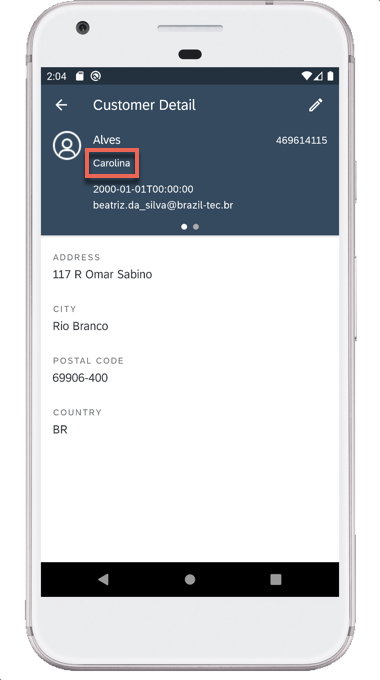 2:04
Customer Detail
Alves 469614115
Carolina
2000-01-01T00:00:00
beatriz.da_silva@brazil-tec.br
ADDRESS
117 R Omar Sabino
CITY
Rio Branco
POSTAL CODE
69906-400
COUNTRY
BR